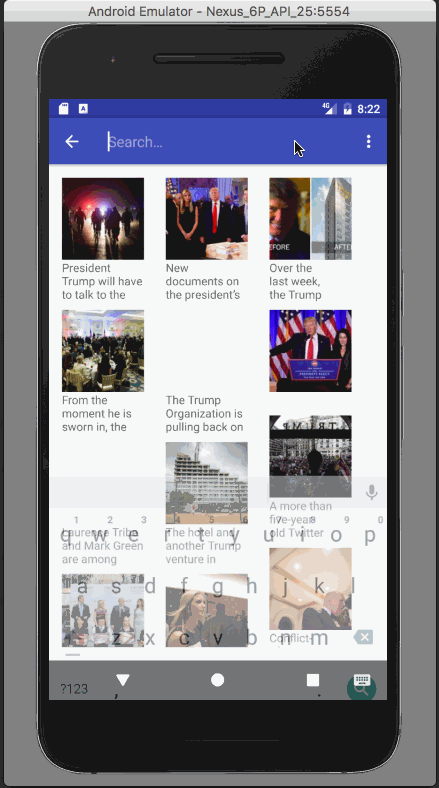 Android Emulator - Nexus_6P_API_25:5554
A
4G
8:22
Search...
EFORE
AFTE
President
Trump will have
to talk to the
New
documents on
the president's
Over the
last week,
the Trump
From the
moment he is
sworn in, the
The Trump
Organization is
pulling back on
A more than
five-year-
old Twitter
Laurence Tribe
and Mark Green
are among
The hotel and
another Trump
venture in
Conflict-
1 2 3 4 5 6 7 8 9 0
q w e r t y u i o p
a s d f g h j k l
z x c v b n m
?123 , .